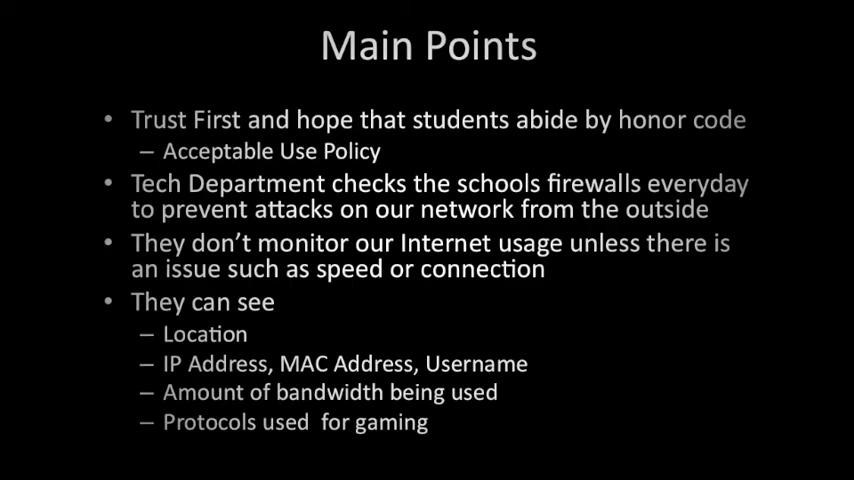 Main Points
• Trust First and hope that students abide by honor code
– Acceptable Use Policy
• Tech Department checks the schools firewalls everyday
to prevent attacks on our network from the outside
• They don't monitor our Internet usage unless there is
an issue such as speed or connection
• They can see
– Location
– IP Address, MAC Address, Username
– Amount of bandwidth being used
– Protocols used  for gaming